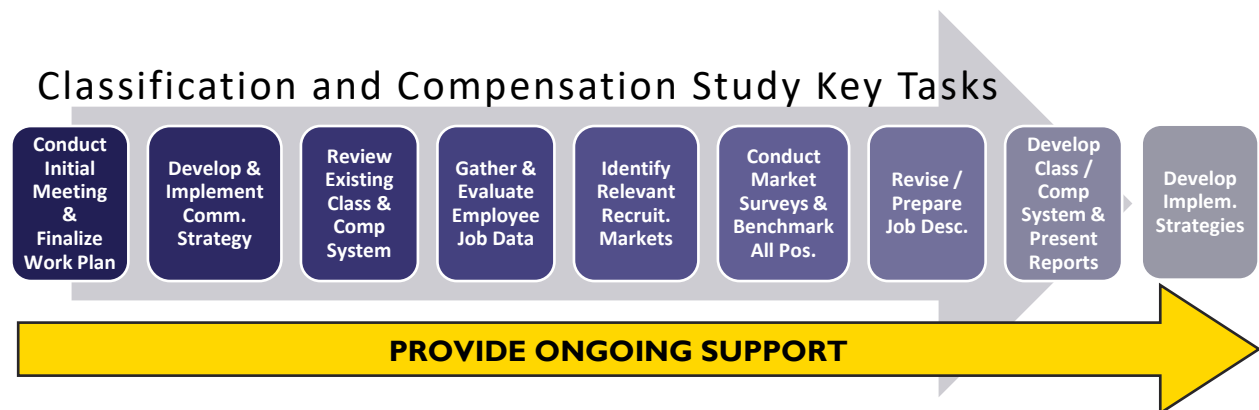 Classification and Compensation Study Key Tasks
Conduct
Initial
Meeting
&
Finalize
Work Plan
Develop &
Implement
Comm.
Strategy
Review
Existing
Class &
Comp
System
Gather &
Evaluate
Employee
Job Data
Identify
Relevant
Recruit.
Markets
Conduct
Market
Surveys &
Benchmark
All Pos.
Revise /
Prepare
Job Desc.
Develop
Class /
Comp
System &
Present
Reports
Develop
Implem.
Strategies
PROVIDE ONGOING SUPPORT